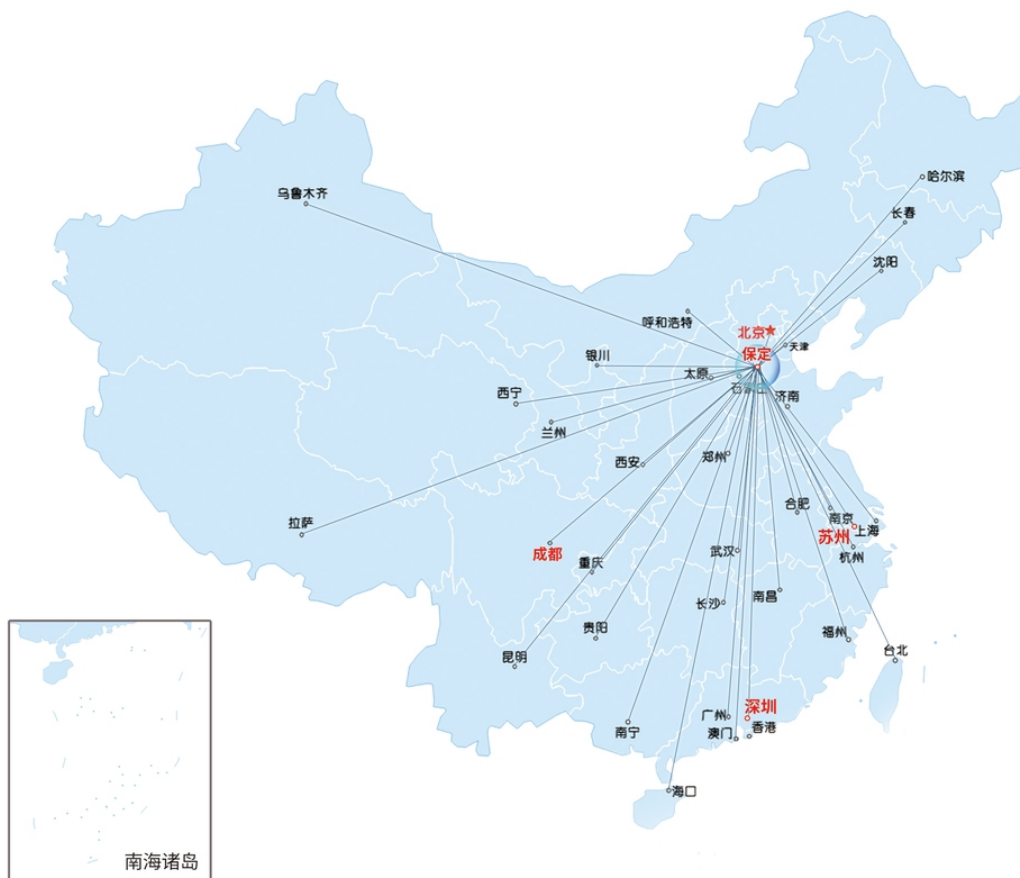 哈尔滨
乌鲁木齐
长春
沈阳
呼和浩特
北京
天津
保定
银川
太原
西宁
济南
兰州
西安
郑州
合肥
南京
拉萨
上海
苏州
成都
武汉
杭州
重庆
南昌
长沙
贵阳
福州
台北
昆明
深圳
广州
南宁
澳门
香港
海口
南海诸岛